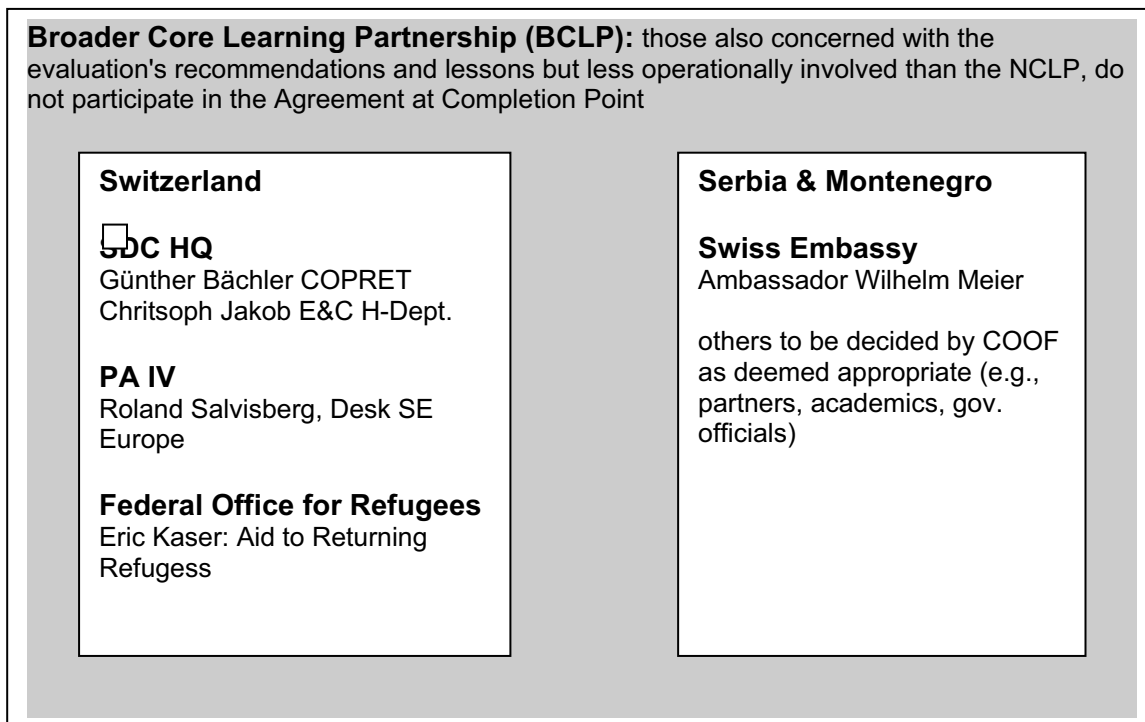 Broader Core Learning Partnership (BCLP): those also concerned with the
evaluation's recommendations and lessons but less operationally involved than the NCLP, do
not participate in the Agreement at Completion Point
Switzerland
SDC HQ
Günther Bächler COPRET
Chritsoph Jakob E&C H-Dept.
PA IV
Roland Salvisberg, Desk SE
Europe
Federal Office for Refugees
Eric Kaser: Aid to Returning
Refugess
Serbia & Montenegro
Swiss Embassy
Ambassador Wilhelm Meier
others to be decided by COOF
as deemed appropriate (e.g.,
partners, academics, gov.
officials)